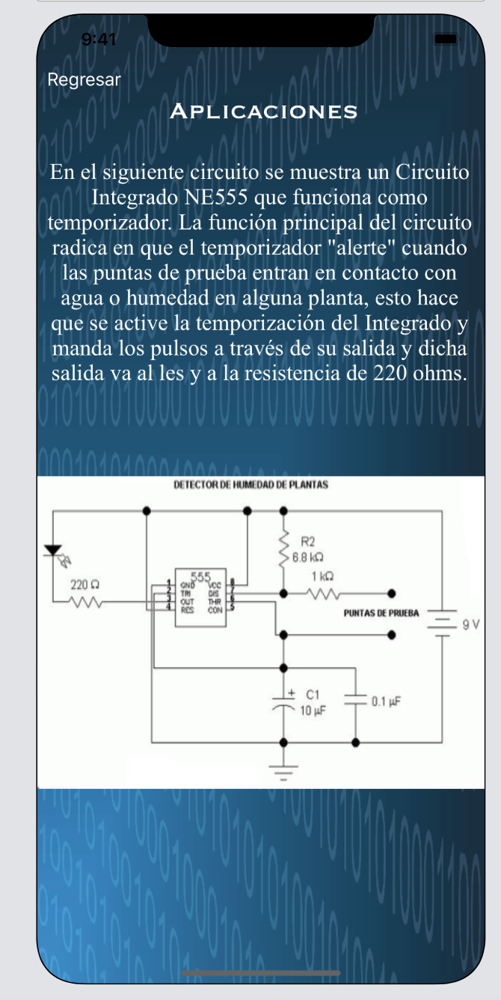 9:41
Regresar
APLICACIONES
En el siguiente circuito se muestra un Circuito
Integrado NE555 que funciona como
temporizador. La función principal del circuito
radica en que el temporizador "alerte" cuando
las puntas de prueba entran en contacto con
agua o humedad en alguna planta, esto hace
que se active la temporización del Integrado y
manda los pulsos a través de su salida y dicha
salida va al les y a la resistencia de 220 ohms.
DETECTOR DE HUMEDAD DE PLANTAS
R2
6.8 kΩ
1 kΩ
220 Ω
555
1 GND VCC 8
2 TRI DIS 7
3 OUT THR 6
4 RES CON 5
PUNTAS DE PRUEBA
9 V
+ C1
10 µF
0.1 µF